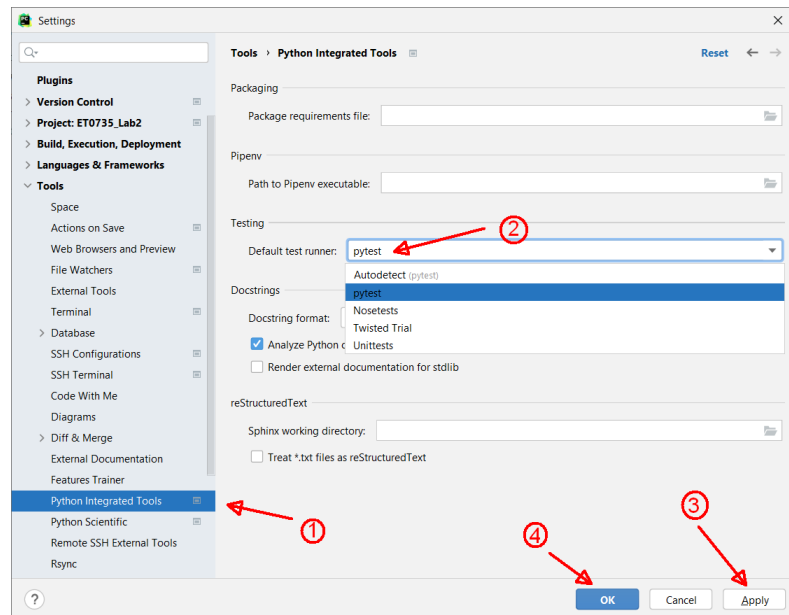 Settings
Tools › Python Integrated Tools
Reset
Plugins
Version Control
Project: ET0735_Lab2
Build, Execution, Deployment
Languages & Frameworks
Tools
Space
Actions on Save
Web Browsers and Preview
File Watchers
External Tools
Terminal
Database
SSH Configurations
SSH Terminal
Code With Me
Diagrams
Diff & Merge
External Documentation
Features Trainer
Python Integrated Tools
Python Scientific
Remote SSH External Tools
Rsync
Packaging
Package requirements file:
Pipenv
Path to Pipenv executable:
Testing
2
Default test runner: pytest
Autodetect (pytest)
pytest
Nosetests
Twisted Trial
Unittests
Docstrings
Docstring format:
Analyze Python
Render external documentation for stdlib
reStructuredText
Sphinx working directory:
Treat *.txt files as reStructuredText
1
3
4
?
OK
Cancel
Apply